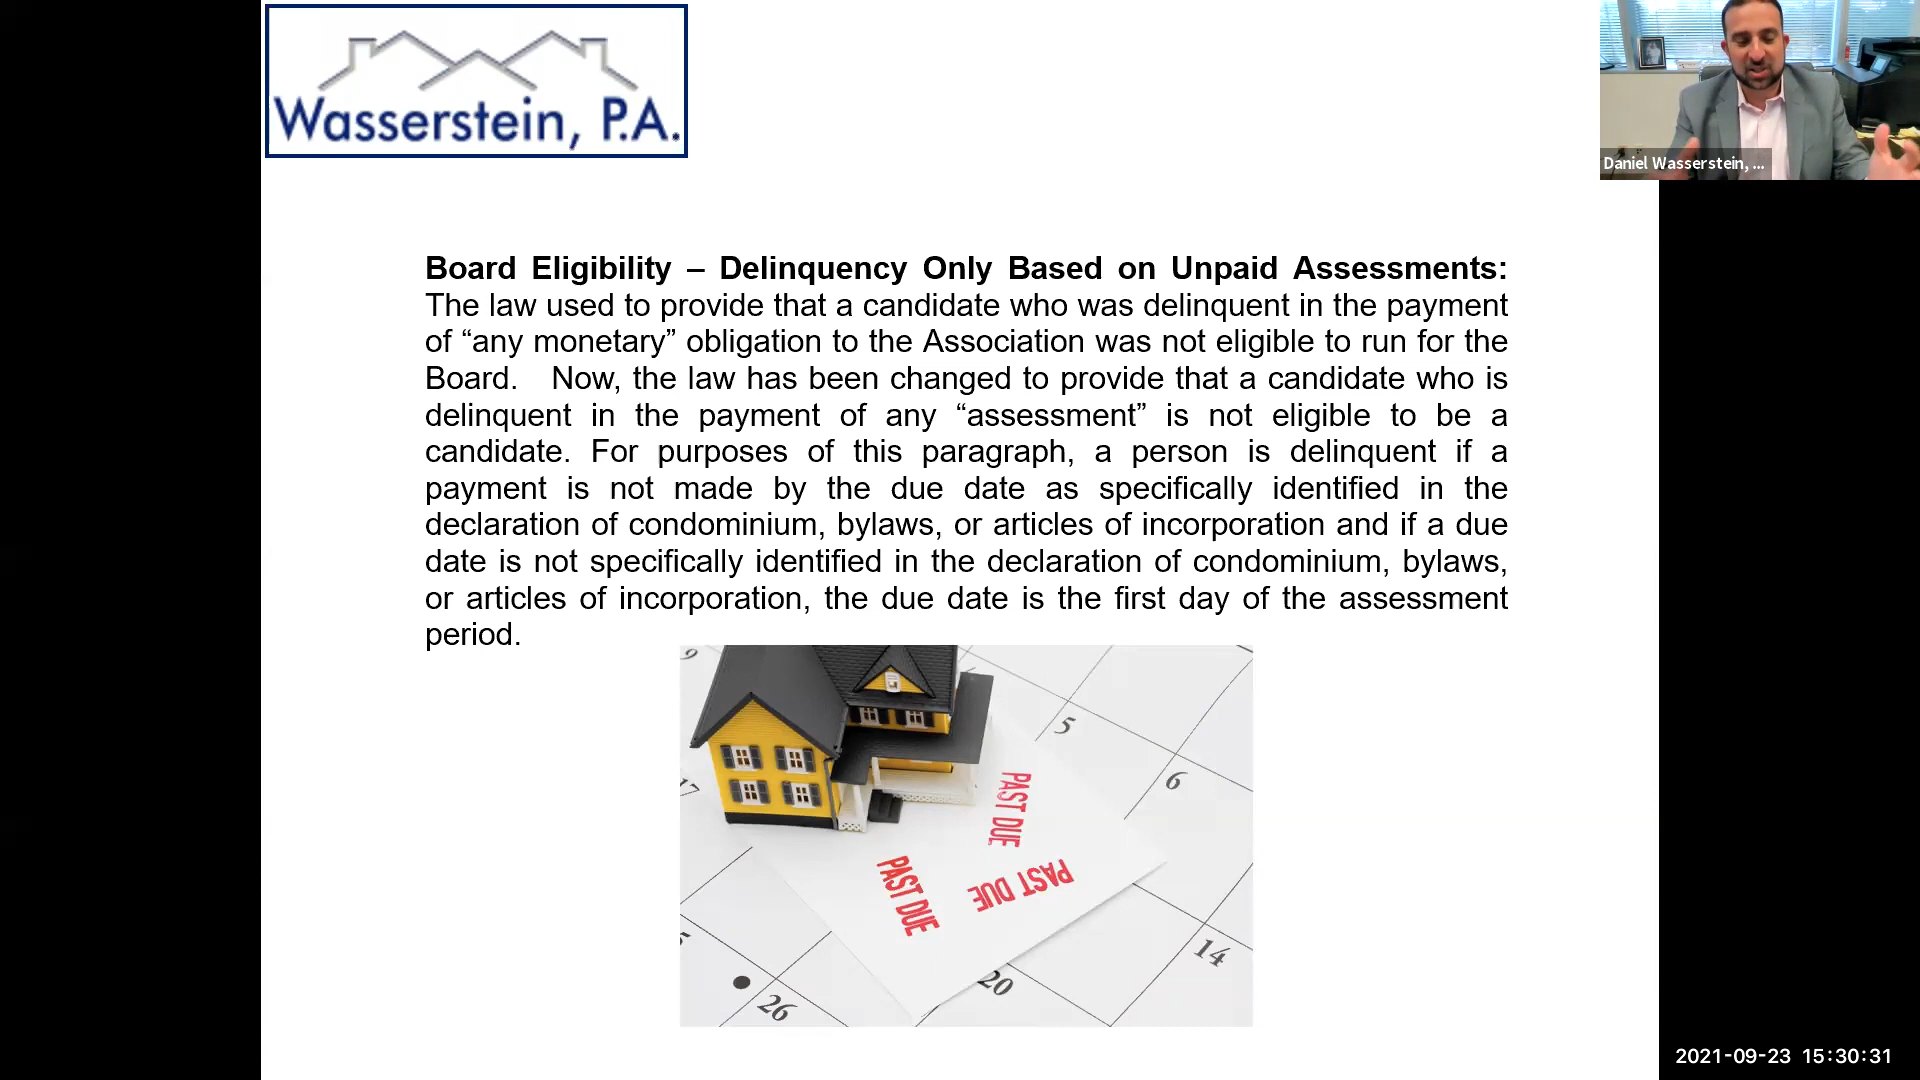 Wasserstein, P.A.
Daniel Wasserstein, ...
Board Eligibility – Delinquency Only Based on Unpaid Assessments:
The law used to provide that a candidate who was delinquent in the payment
of “any monetary” obligation to the Association was not eligible to run for the
Board. Now, the law has been changed to provide that a candidate who is
delinquent in the payment of any “assessment” is not eligible to be a
candidate. For purposes of this paragraph, a person is delinquent if a
payment is not made by the due date as specifically identified in the
declaration of condominium, bylaws, or articles of incorporation and if a due
date is not specifically identified in the declaration of condominium, bylaws,
or articles of incorporation, the due date is the first day of the assessment
period.
9
5
6
17
PAST DUE
PAST DUE
PAST DUE
14
20
26
2021-09-23 15:30:31